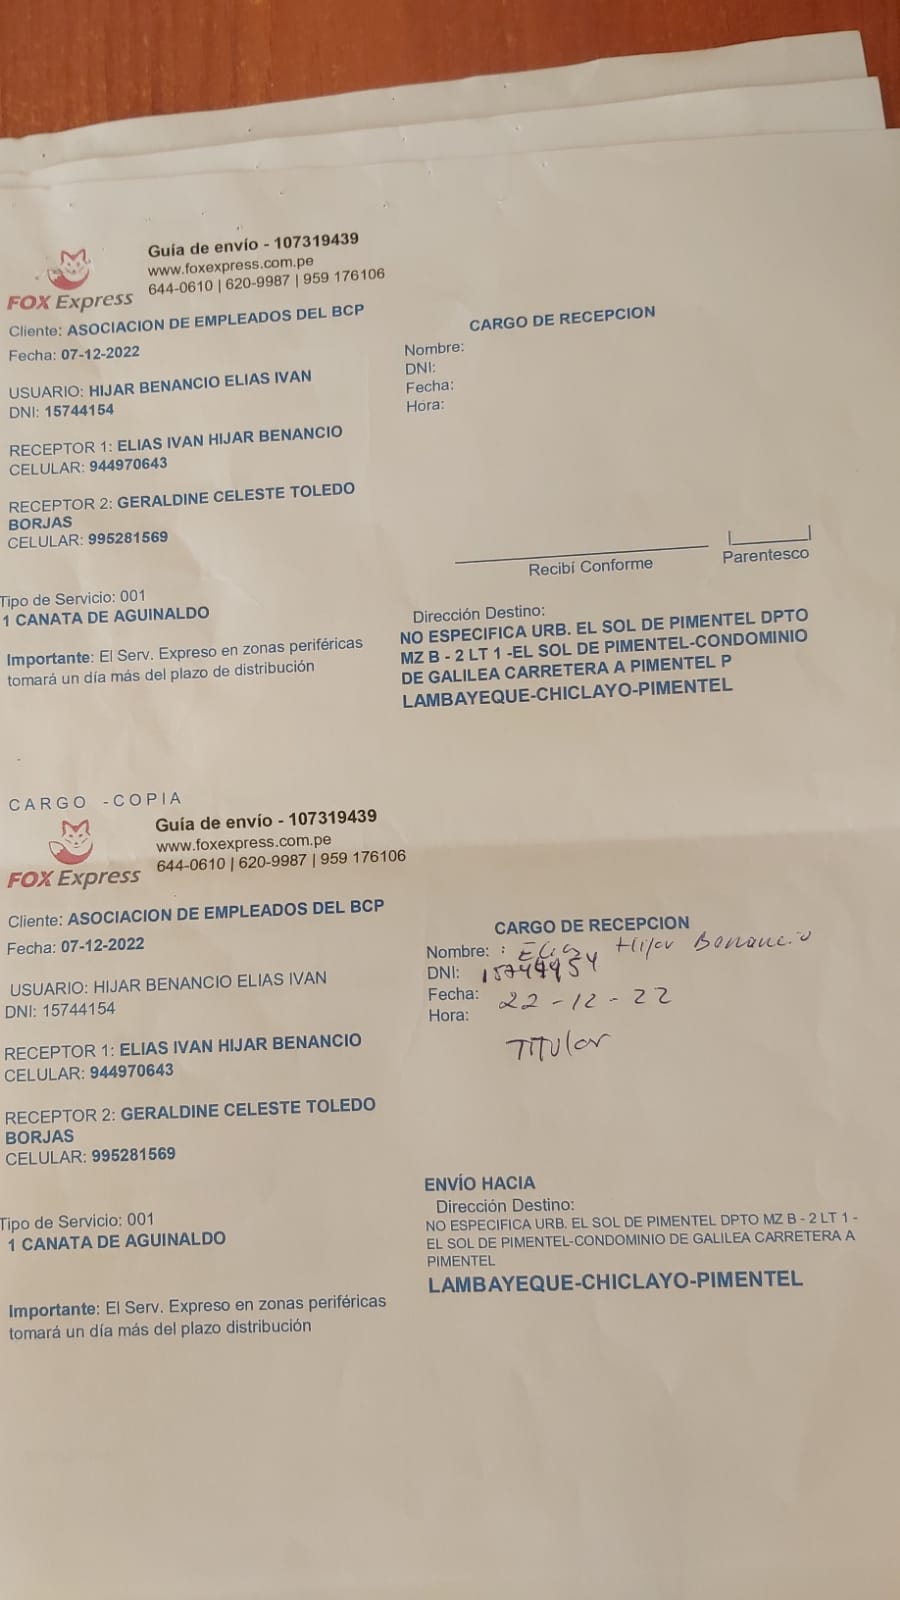 Guía de envío - 107319439
www.foxexpress.com.pe
644-0610 | 620-9987 | 959 176106
FOX Express
Cliente: ASOCIACION DE EMPLEADOS DEL BCP
Fecha: 07-12-2022
USUARIO: HIJAR BENANCIO ELIAS IVAN
DNI: 15744154
RECEPTOR 1: ELIAS IVAN HIJAR BENANCIO
CELULAR: 944970643
RECEPTOR 2: GERALDINE CELESTE TOLEDO
BORJAS
CELULAR: 995281569
CARGO DE RECEPCION
Nombre:
DNI:
Fecha:
Hora:
Recibí Conforme
Parentesco
Tipo de Servicio: 001
1 CANATA DE AGUINALDO
Importante: El Serv. Expreso en zonas periféricas
tomará un día más del plazo de distribución
Dirección Destino:
NO ESPECIFICA URB. EL SOL DE PIMENTEL DPTO
MZ B - 2 LT 1 -EL SOL DE PIMENTEL-CONDOMINIO
DE GALILEA CARRETERA A PIMENTEL P
LAMBAYEQUE-CHICLAYO-PIMENTEL
CARGO -COPIA
Guía de envío - 107319439
www.foxexpress.com.pe
644-0610 | 620-9987 | 959 176106
FOX Express
Cliente: ASOCIACION DE EMPLEADOS DEL BCP
Fecha: 07-12-2022
USUARIO: HIJAR BENANCIO ELIAS IVAN
DNI: 15744154
RECEPTOR 1: ELIAS IVAN HIJAR BENANCIO
CELULAR: 944970643
RECEPTOR 2: GERALDINE CELESTE TOLEDO
BORJAS
CELULAR: 995281569
CARGO DE RECEPCION
Nombre: : Elias Hijar Benancio
DNI:
Fecha: 22-12-22
Hora:
TITULAR
Tipo de Servicio: 001
1 CANATA DE AGUINALDO
Importante: El Serv. Expreso en zonas periféricas
tomará un día más del plazo distribución
ENVÍO HACIA
Dirección Destino:
NO ESPECIFICA URB. EL SOL DE PIMENTEL DPTO MZ B - 2 LT 1 -
EL SOL DE PIMENTEL-CONDOMINIO DE GALILEA CARRETERA A
PIMENTEL
LAMBAYEQUE-CHICLAYO-PIMENTEL